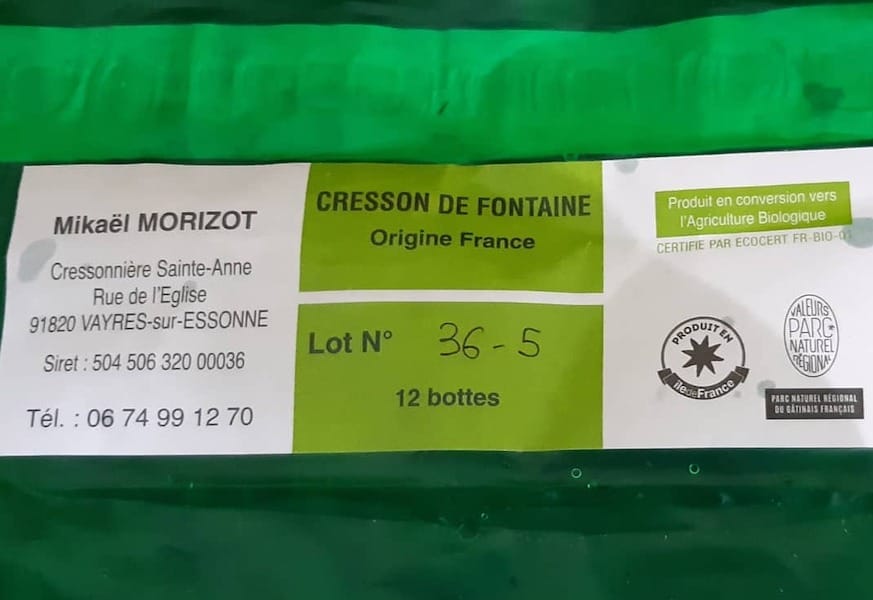 Mikaël MORIZOT
Cressonnière Sainte-Anne
Rue de l'Eglise
91820 VAYRES-sur-ESSONNE
Siret : 504 506 320 00036
Tél. : 06 74 99 12 70
CRESSON DE FONTAINE
Origine France
Lot N° 36-5
12 bottes
Produit en conversion vers
l'Agriculture Biologique
CERTIFIE PAR ECOCERT FR-BIO-01
PRODUIT EN
île de France
VALEURS
PARC
NATUREL
RÉGIONAL
PARC NATUREL RÉGIONAL
DU GÂTINAIS FRANÇAIS